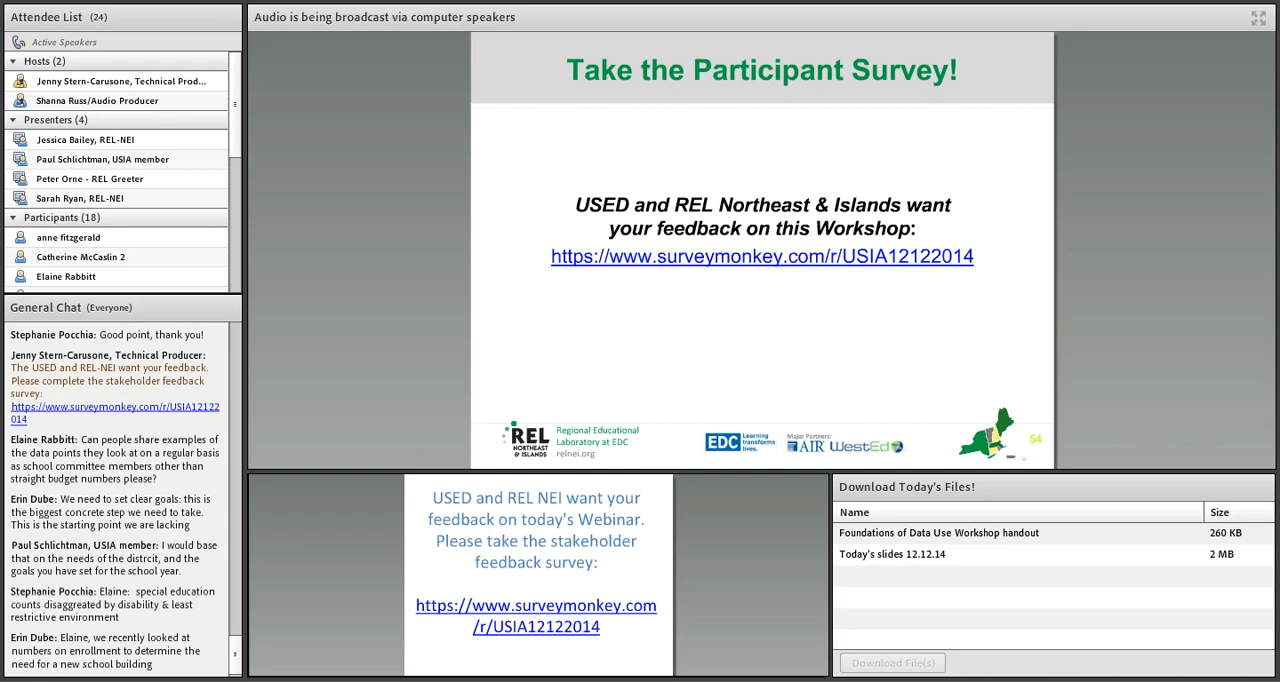 Attendee List (24)
Active Speakers
Hosts (2)
Jenny Stern-Carusone, Technical Prod...
Shanna Russ/Audio Producer
Presenters (4)
Jessica Bailey, REL-NEI
Paul Schlichtman, USIA member
Peter Orne - REL Greeter
Sarah Ryan, REL-NEI
Participants (18)
anne fitzgerald
Catherine McCaslin 2
Elaine Rabbitt
General Chat (Everyone)
Stephanie Pocchia: Good point, thank you!
Jenny Stern-Carusone, Technical Producer:
The USED and REL-NEI want your feedback.
Please complete the stakeholder feedback
survey:
https://www.surveymonkey.com/r/USIA12122
014
Elaine Rabbitt: Can people share examples of
the data points they look at on a regular basis
as school committee members other than
straight budget numbers please?
Erin Dube: We need to set clear goals: this is
the biggest concrete step we need to take.
This is the starting point we are lacking
Paul Schlichtman, USIA member: I would base
that on the needs of the distrcit, and the
goals you have set for the school year.
Stephanie Pocchia: Elaine:  special education
counts disaggreated by disability & least
restrictive environment
Erin Dube: Elaine, we recently looked at
numbers on enrollment to determine the
need for a new school building
Audio is being broadcast via computer speakers
Take the Participant Survey!
USED and REL Northeast & Islands want
your feedback on this Workshop:
https://www.surveymonkey.com/r/USIA12122014
REL
NORTHEAST
& ISLANDS
Regional Educational
Laboratory at EDC
relnei.org
EDC
Learning
transforms
lives.
Major Partners:
AIR WestEd
54
USED and REL NEI want your
feedback on today's Webinar.
Please take the stakeholder
feedback survey:
https://www.surveymonkey.com
/r/USIA12122014
Download Today's Files!
Name Size
Foundations of Data Use Workshop handout 260 KB
Today's slides 12.12.14 2 MB
Download File(s)